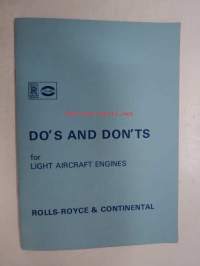 DO'S AND DON'TS
for
LIGHT AIRCRAFT ENGINES
ROLLS-ROYCE & CONTINENTAL